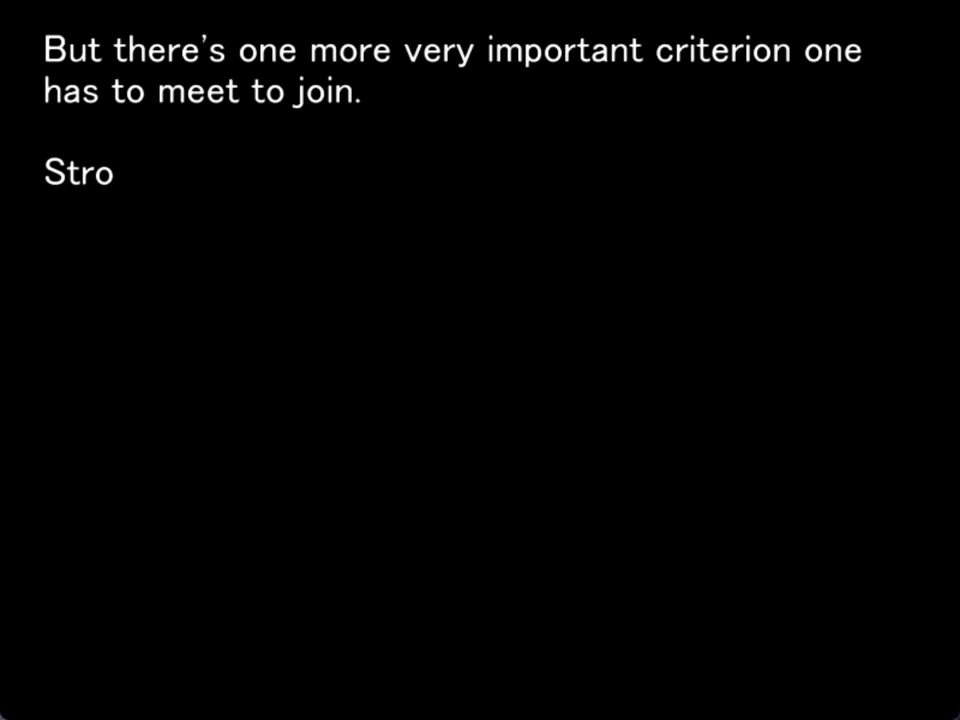 But there's one more very important criterion one
has to meet to join.
Stro